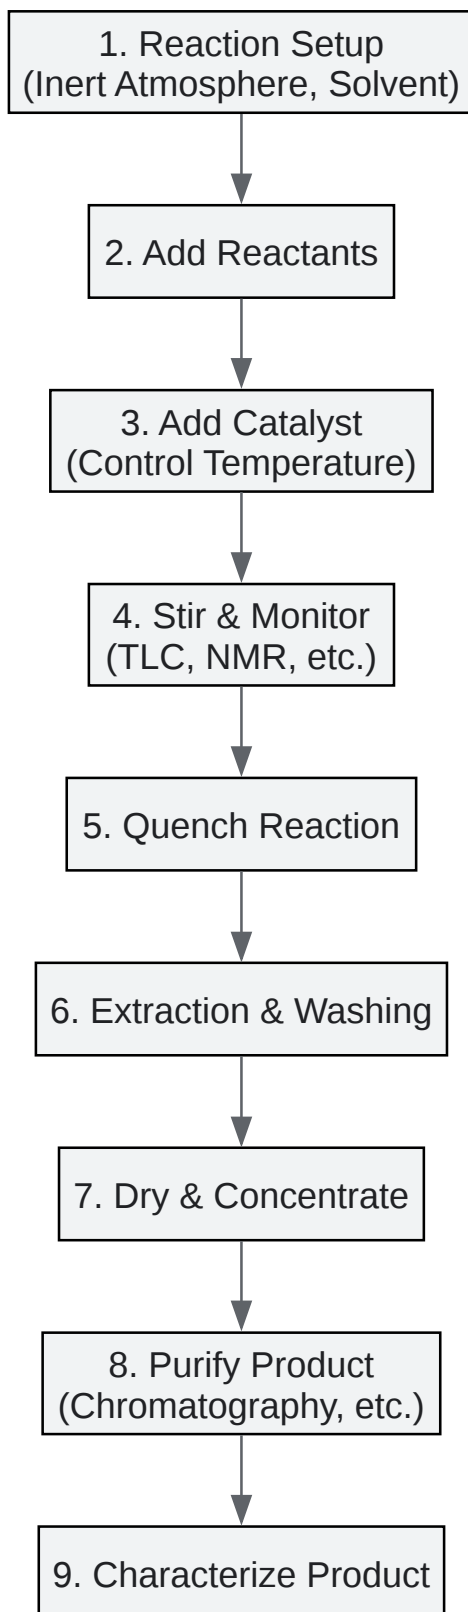 1. Reaction Setup
(Inert Atmosphere, Solvent)
2. Add Reactants
3. Add Catalyst
(Control Temperature)
4. Stir & Monitor
(TLC, NMR, etc.)
5. Quench Reaction
6. Extraction & Washing
7. Dry & Concentrate
8. Purify Product
(Chromatography, etc.)
9. Characterize Product